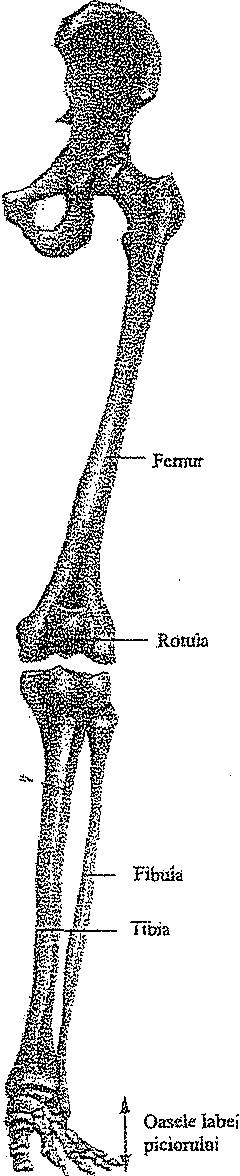 Femur
Rotula
Fibula
Tibia
Oasele labei
piciorului